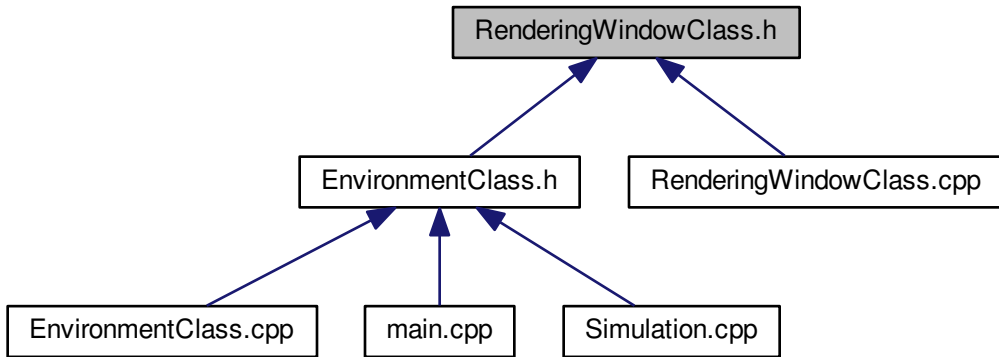 RenderingWindowClass.h
EnvironmentClass.h
RenderingWindowClass.cpp
EnvironmentClass.cpp
main.cpp
Simulation.cpp